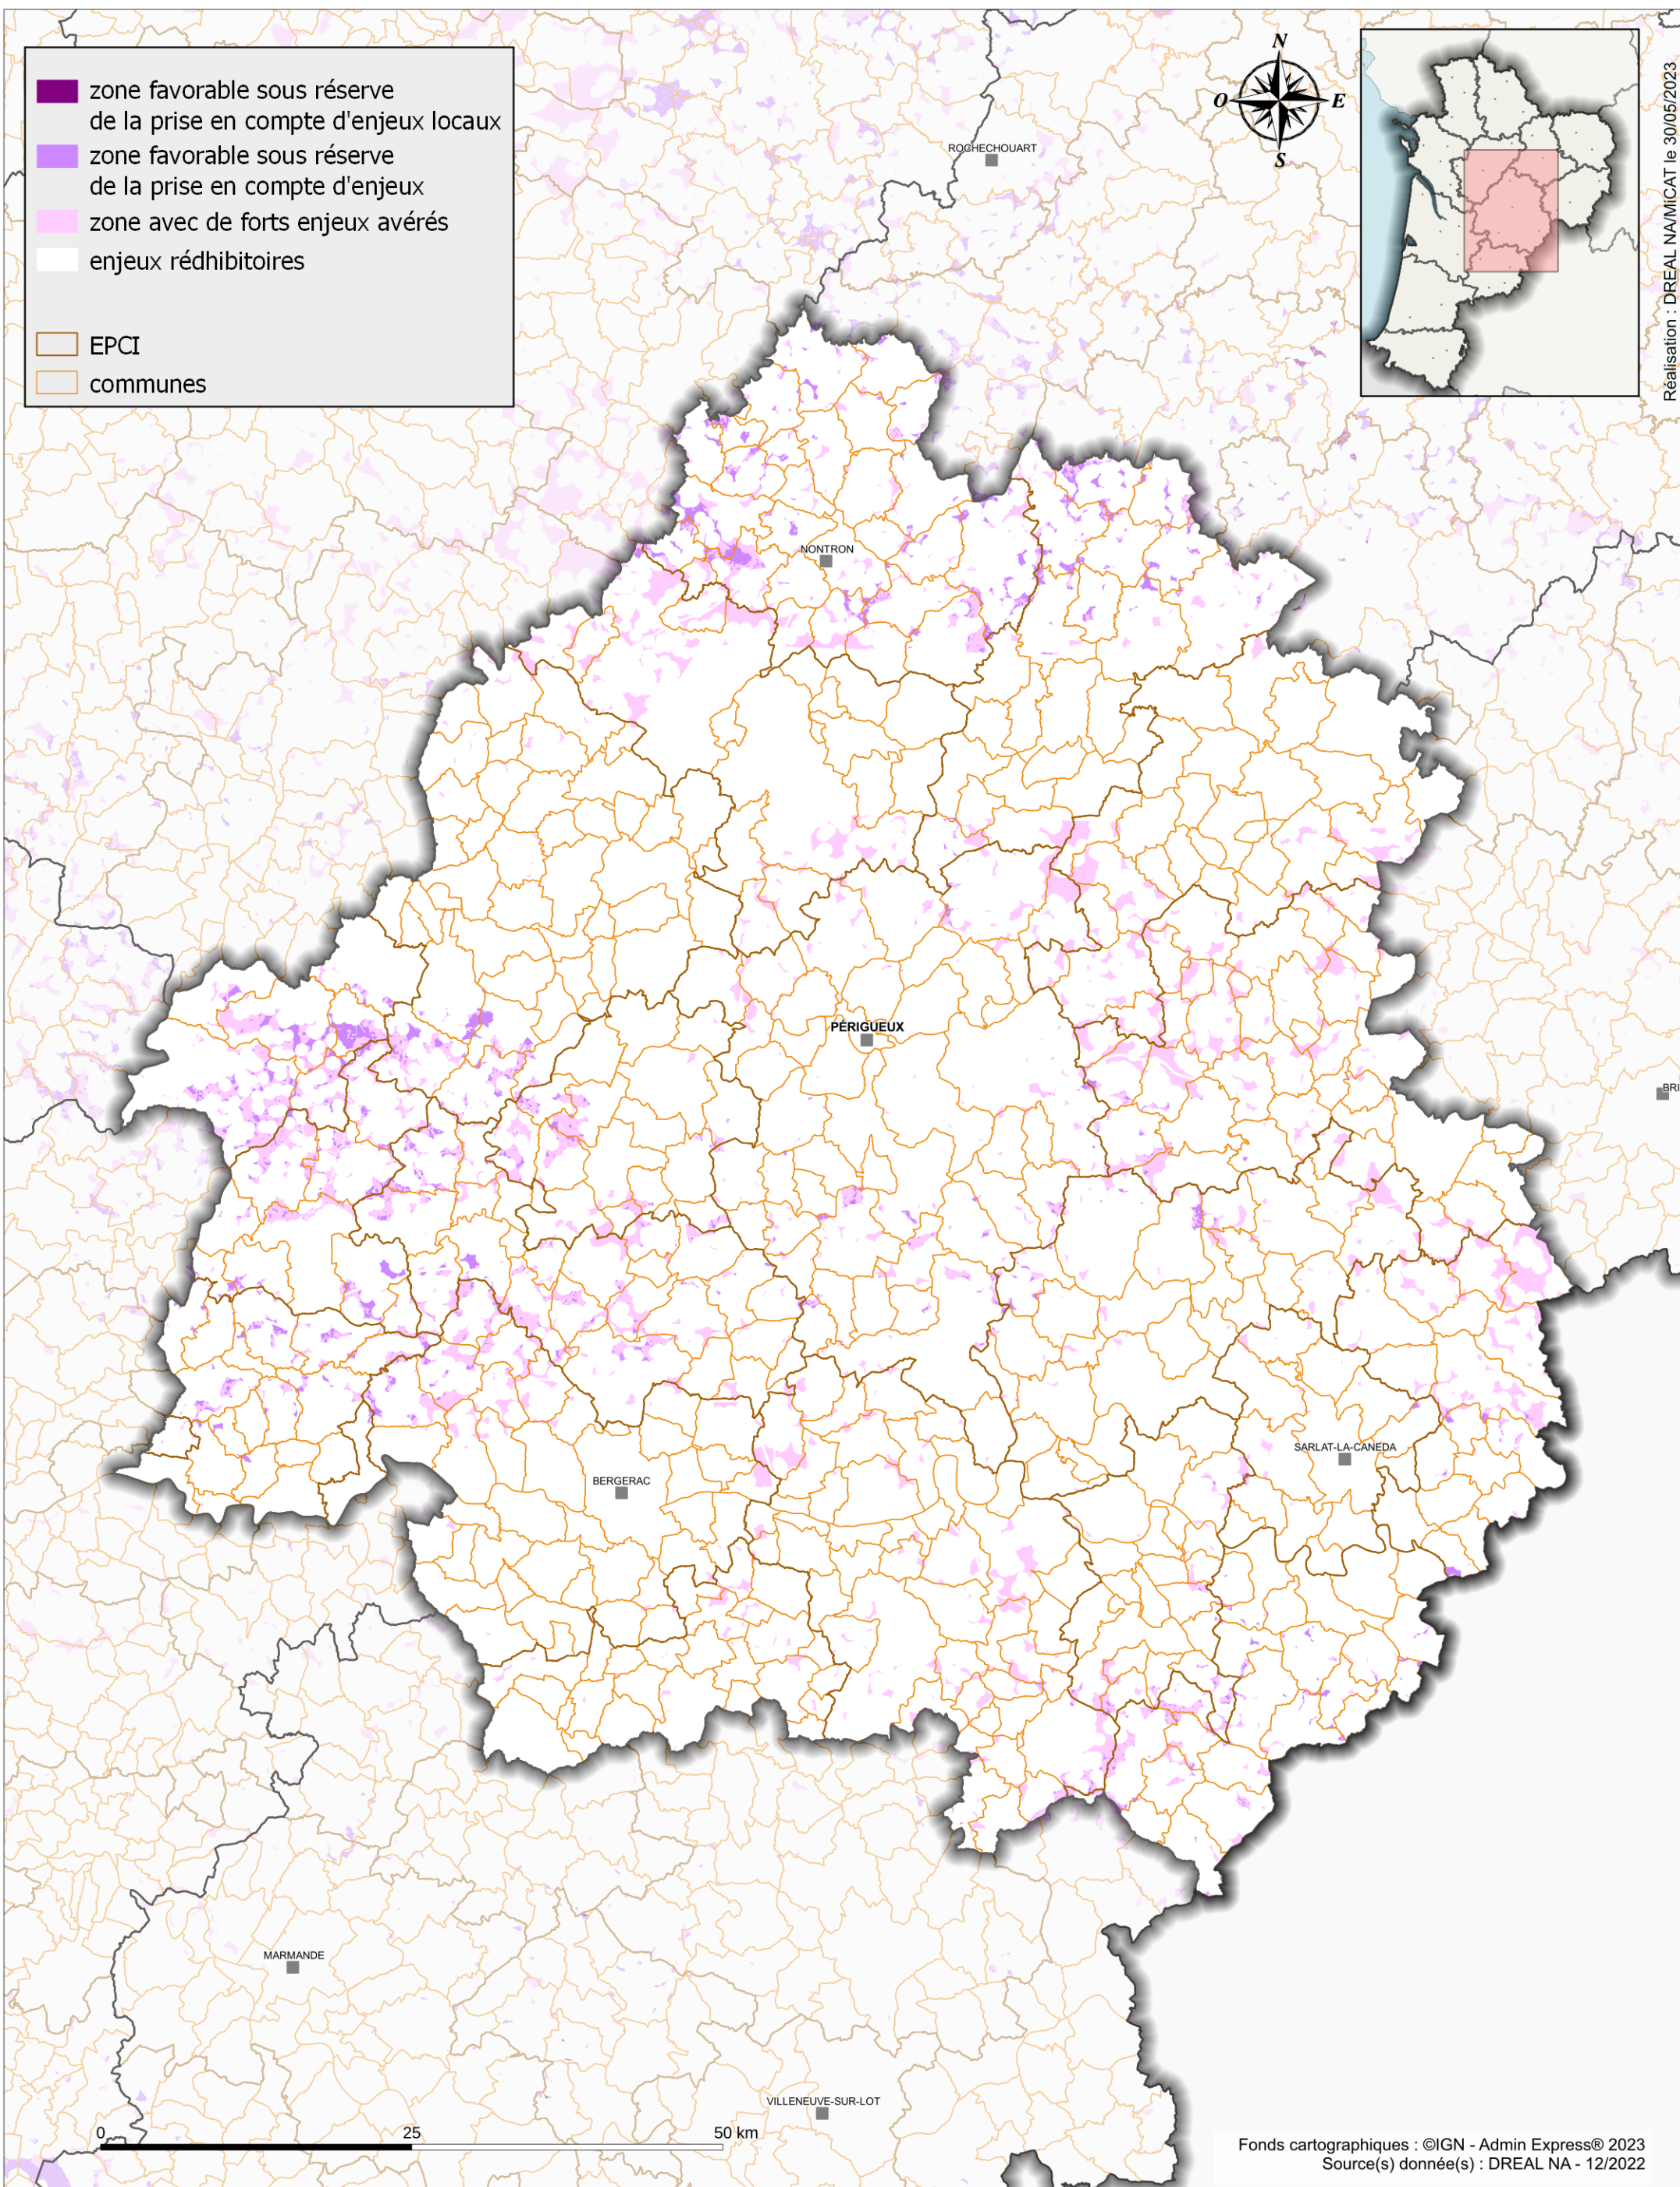 zone favorable sous réserve
de la prise en compte d'enjeux locaux
zone favorable sous réserve
de la prise en compte d'enjeux
zone avec de forts enjeux avérés
enjeux rédhibitoires
EPCI
communes
N
O
E
S
Réalisation : DREAL NA/MiCAT le 30/05/2023
ROCHECHOUART
NONTRON
PÉRIGUEUX
BRI
SARLAT-LA-CANEDA
BERGERAC
MARMANDE
VILLENEUVE-SUR-LOT
0 25 50 km
Fonds cartographiques : ©IGN - Admin Express® 2023
Source(s) donnée(s) : DREAL NA - 12/2022